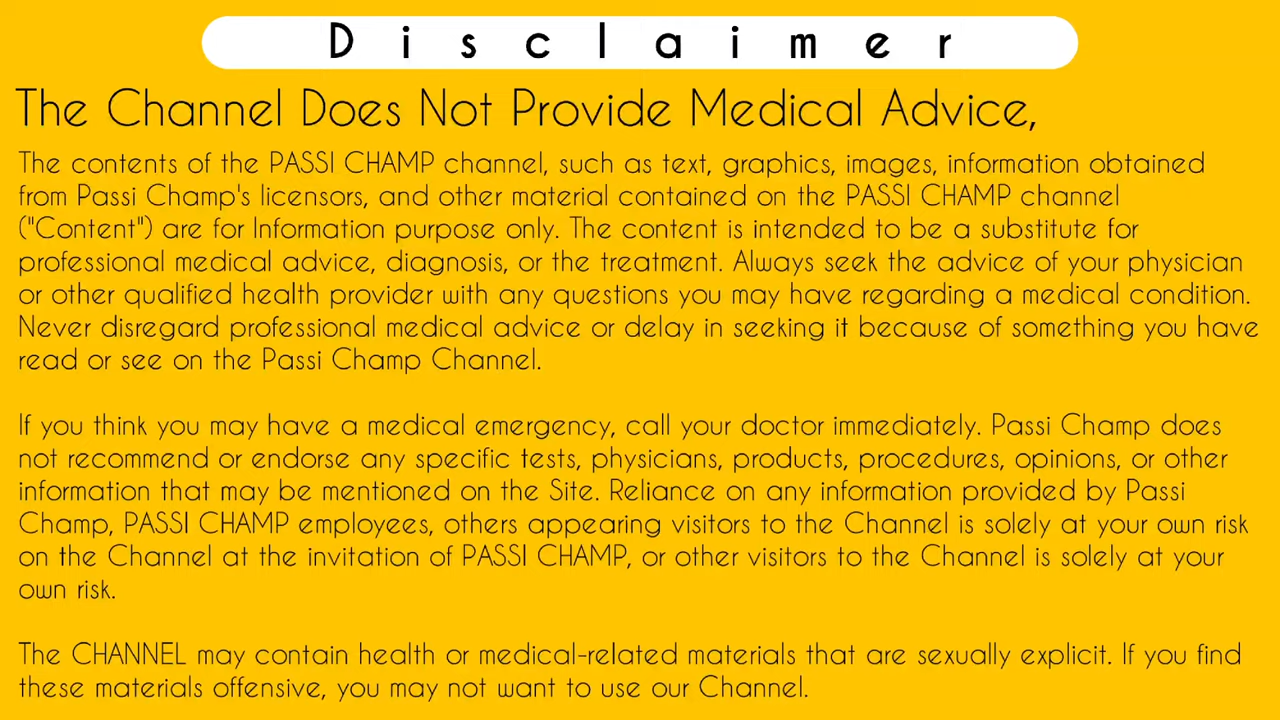 Disclaimer
The Channel Does Not Provide Medical Advice,
The contents of the PASSI CHAMP channel, such as text, graphics, images, information obtained
from Passi Champ's licensors, and other material contained on the PASSI CHAMP channel
("Content") are for Information purpose only. The content is intended to be a substitute for
professional medical advice, diagnosis, or the treatment. Always seek the advice of your physician
or other qualified health provider with any questions you may have regarding a medical condition.
Never disregard professional medical advice or delay in seeking it because of something you have
read or see on the Passi Champ Channel.
If you think you may have a medical emergency, call your doctor immediately. Passi Champ does
not recommend or endorse any specific tests, physicians, products, procedures, opinions, or other
information that may be mentioned on the Site. Reliance on any information provided by Passi
Champ, PASSI CHAMP employees, others appearing visitors to the Channel is solely at your own risk
on the Channel at the invitation of PASSI CHAMP, or other visitors to the Channel is solely at your
own risk.
The CHANNEL may contain health or medical-related materials that are sexually explicit. If you find
these materials offensive, you may not want to use our Channel.